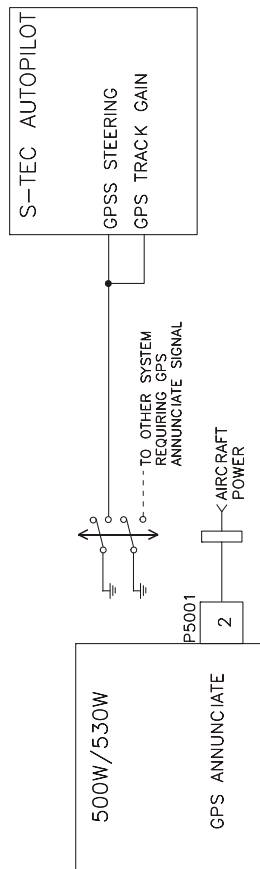 S-TEC AUTOPILOT
GPSS STEERING
GPS TRACK GAIN
TO OTHER SYSTEM
REQUIRING GPS
ANNUNCIATE SIGNAL
AIRCRAFT
POWER
P5001
2
500W/530W
GPS ANNUNCIATE